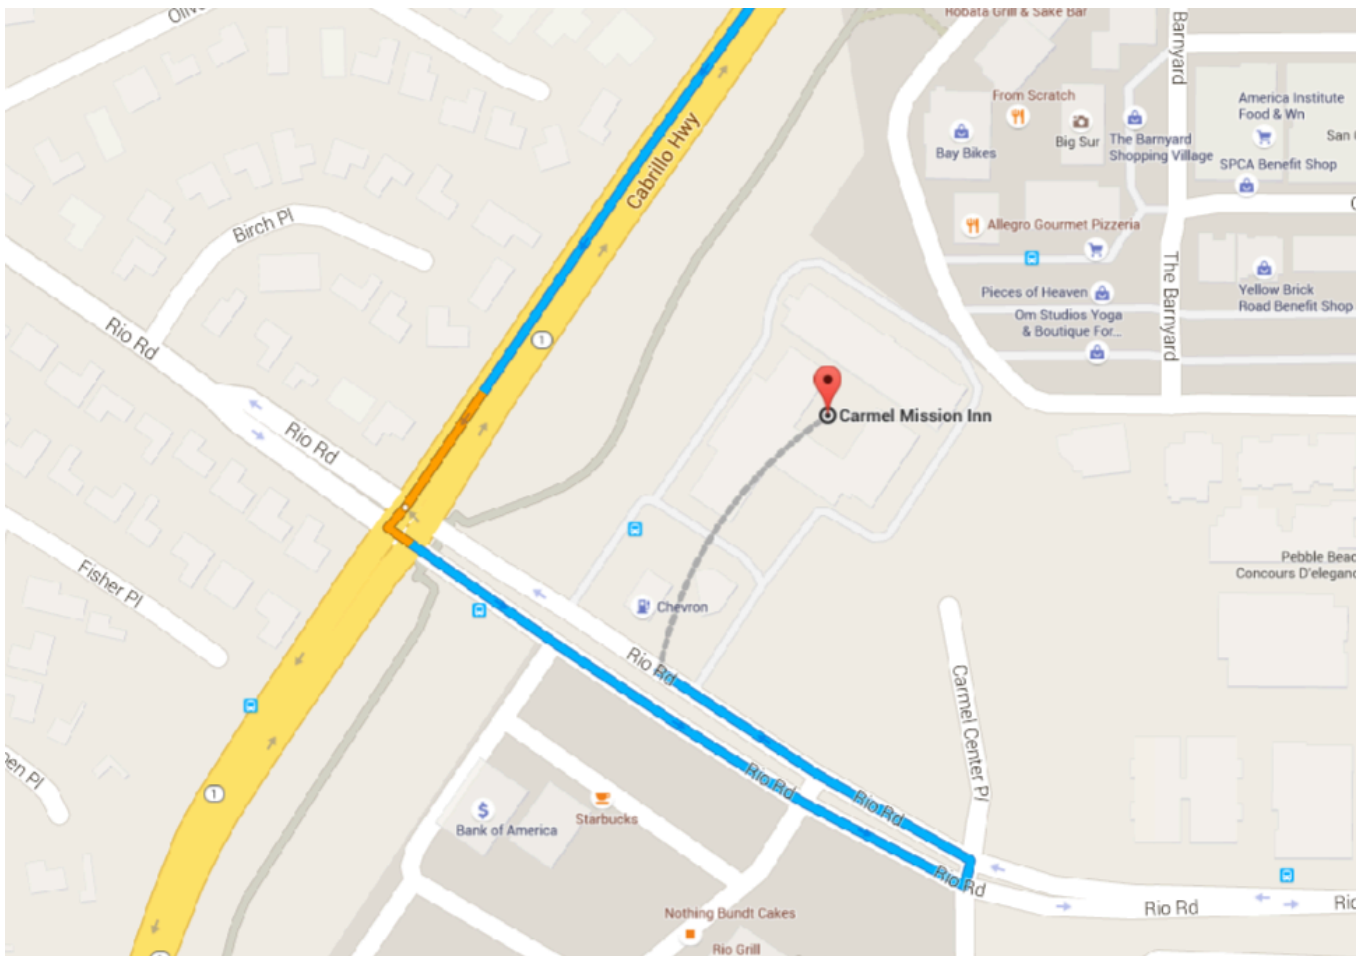 Robata Grill & Sake Bar
Barnyard
From Scratch
America Institute
Food & Wn
Bay Bikes
Big Sur
The Barnyard
Shopping Village
SPCA Benefit Shop
Cabrillo Hwy
Birch Pl
Allegro Gourmet Pizzeria
Pieces of Heaven
Om Studios Yoga
& Boutique For...
The Barnyard
Yellow Brick
Road Benefit Shop
Rio Rd
1
Carmel Mission Inn
Rio Rd
Fisher Pl
Chevron
Rio Rd
Carmel Center Pl
1
Rio Rd
Rio Rd
$
Bank of America
Starbucks
Rio Rd
Rio Rd
Nothing Bundt Cakes
Rio Grill